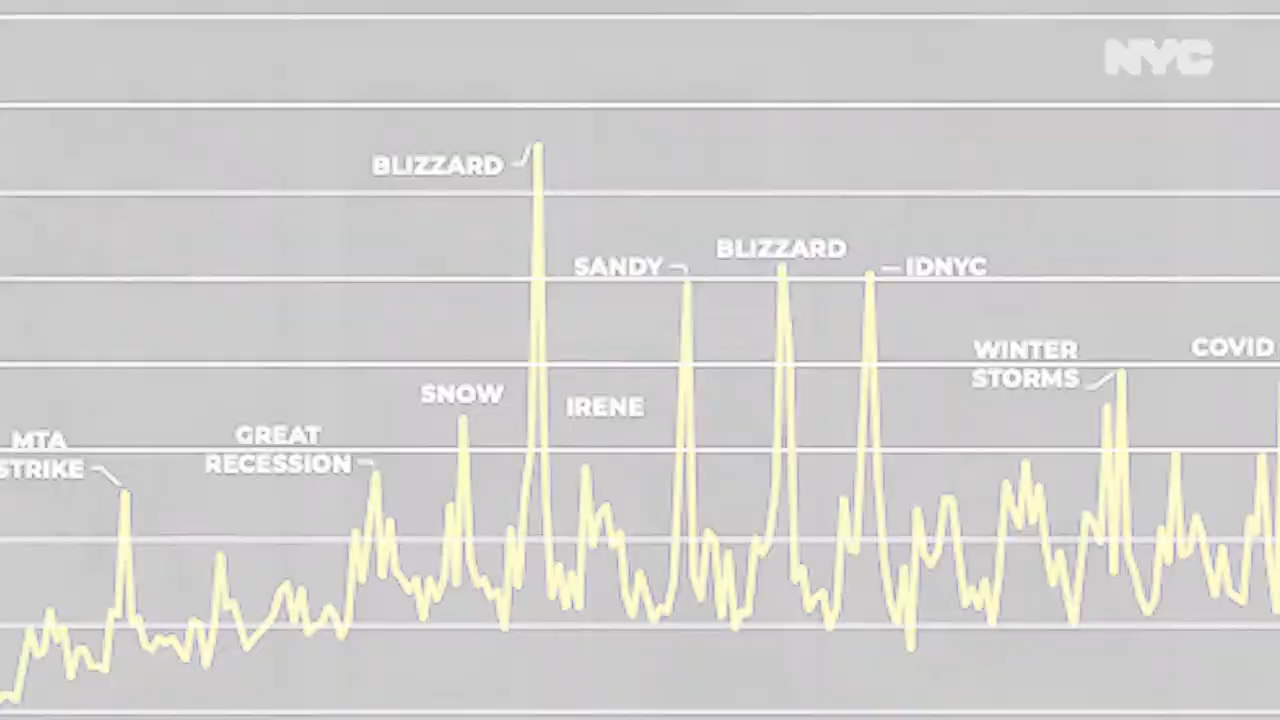 NYC
BLIZZARD
SANDY
BLIZZARD
IDNYC
WINTER
STORMS
COVID
SNOW
IRENE
GREAT
RECESSION
MTA
STRIKE